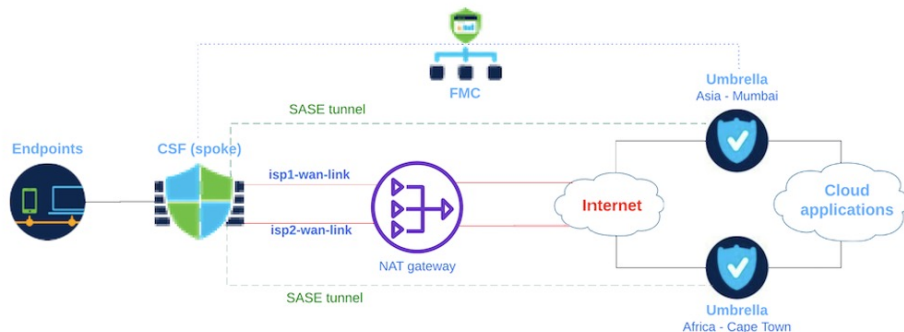 FMC
Umbrella
Asia - Mumbai
SASE tunnel
Endpoints
CSF (spoke)
isp1-wan-link
Internet
Cloud
applications
isp2-wan-link
NAT gateway
SASE tunnel
Umbrella
Africa - Cape Town